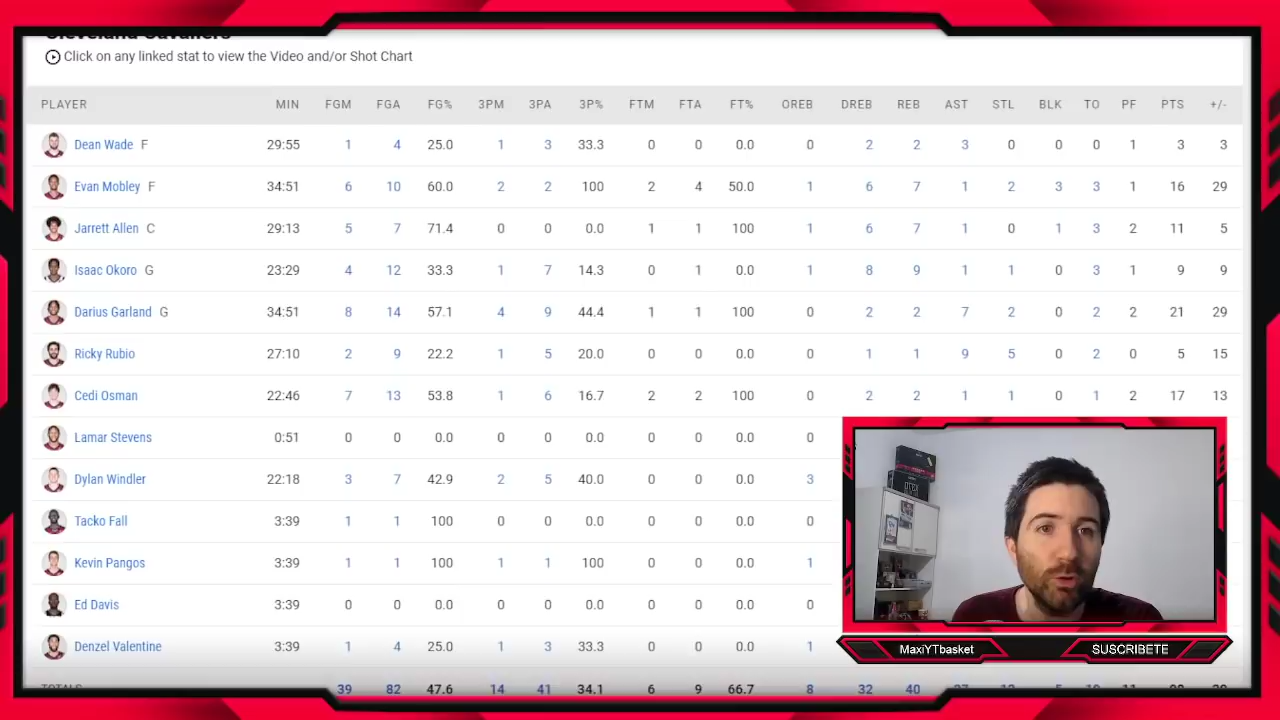 Cleveland Cavaliers
Click on any linked stat to view the Video and/or Shot Chart
PLAYER MIN FGM FGA FG% 3PM 3PA 3P% FTM FTA FT% OREB DREB REB AST STL BLK TO PF PTS +/-
Dean Wade F 29:55 1 4 25.0 1 3 33.3 0 0 0.0 0 2 2 3 0 0 0 1 3 3
Evan Mobley F 34:51 6 10 60.0 2 2 100 2 4 50.0 1 6 7 1 2 3 3 1 16 29
Jarrett Allen C 29:13 5 7 71.4 0 0 0.0 1 1 100 1 6 7 1 0 1 3 2 11 5
Isaac Okoro G 23:29 4 12 33.3 1 7 14.3 0 1 0.0 1 8 9 1 1 0 3 1 9 9
Darius Garland G 34:51 8 14 57.1 4 9 44.4 1 1 100 0 2 2 7 2 0 2 2 21 29
Ricky Rubio 27:10 2 9 22.2 1 5 20.0 0 0 0.0 0 1 1 9 5 0 2 0 5 15
Cedi Osman 22:46 7 13 53.8 1 6 16.7 2 2 100 0 2 2 1 1 0 1 2 17 13
Lamar Stevens 0:51 0 0 0.0 0 0 0.0 0 0 0.0 0
Dylan Windler 22:18 3 7 42.9 2 5 40.0 0 0 0.0 3
Tacko Fall 3:39 1 1 100 0 0 0.0 0 0 0.0 0
Kevin Pangos 3:39 1 1 100 1 1 100 0 0 0.0 1
Ed Davis 3:39 0 0 0.0 0 0 0.0 0 0 0.0 0
Denzel Valentine 3:39 1 4 25.0 1 3 33.3 0 0 0.0 1
MaxiYTbasket SUSCRIBETE
TOTALS 39 82 47.6 14 41 34.1 6 9 66.7 8 32 40